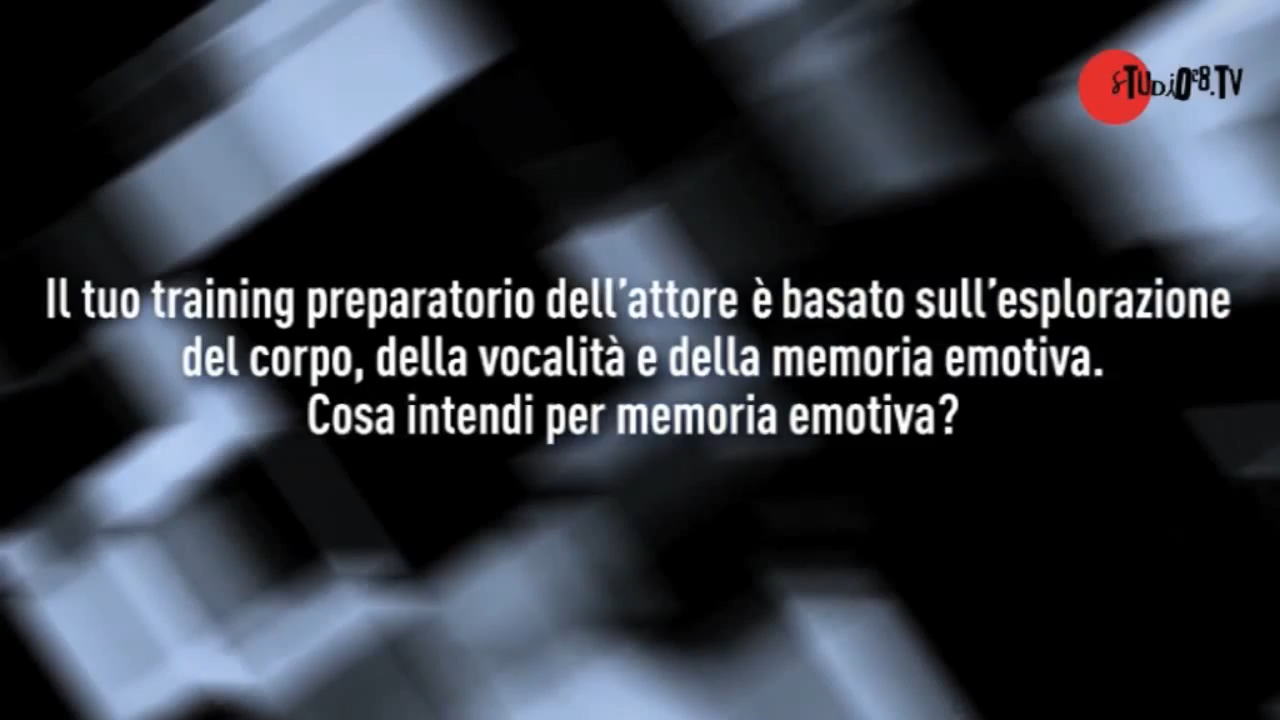 STUDiO28.TV
Il tuo training preparatorio dell’attore è basato sull’esplorazione
del corpo, della vocalità e della memoria emotiva.
Cosa intendi per memoria emotiva?